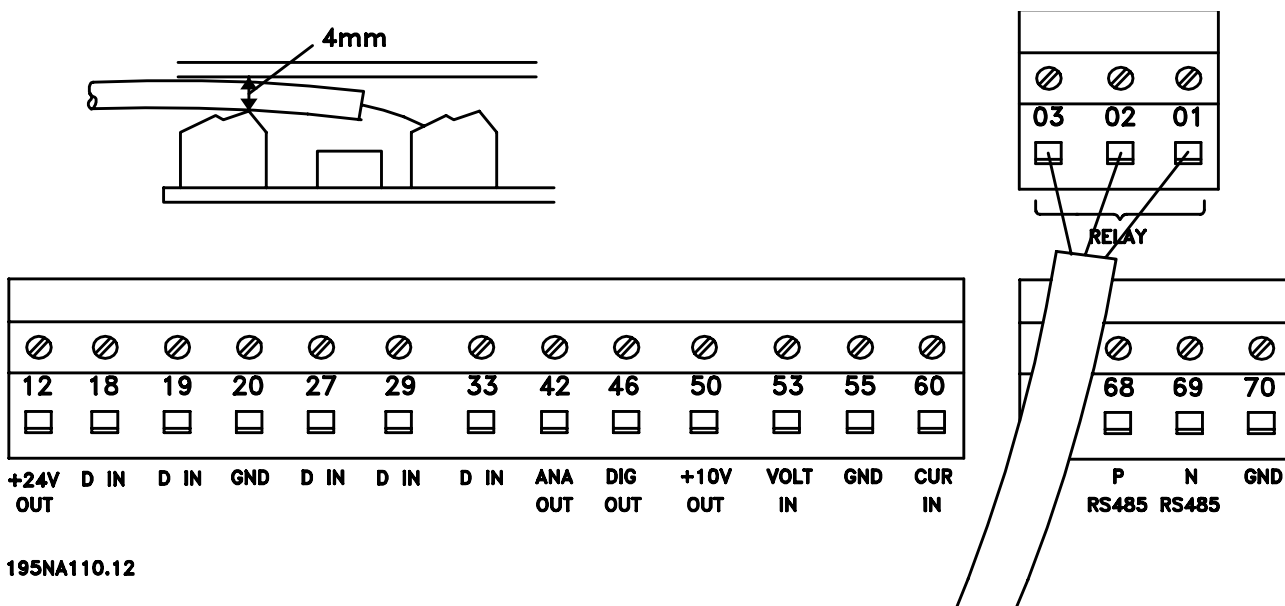 4mm
03 02 01
RELAY
12 18 19 20 27 29 33 42 46 50 53 55 60 68 69 70
+24V D IN D IN GND D IN D IN D IN ANA DIG +10V VOLT GND CUR P N GND
OUT OUT OUT OUT IN IN RS485 RS485
195NA110.12